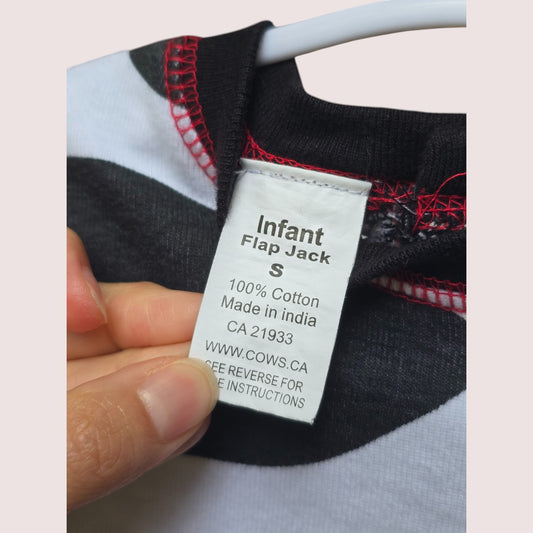 Infant
Flap Jack
S
100% Cotton
Made in india
CA 21933
WWW.COWS.CA
SEE REVERSE FOR
INSTRUCTIONS